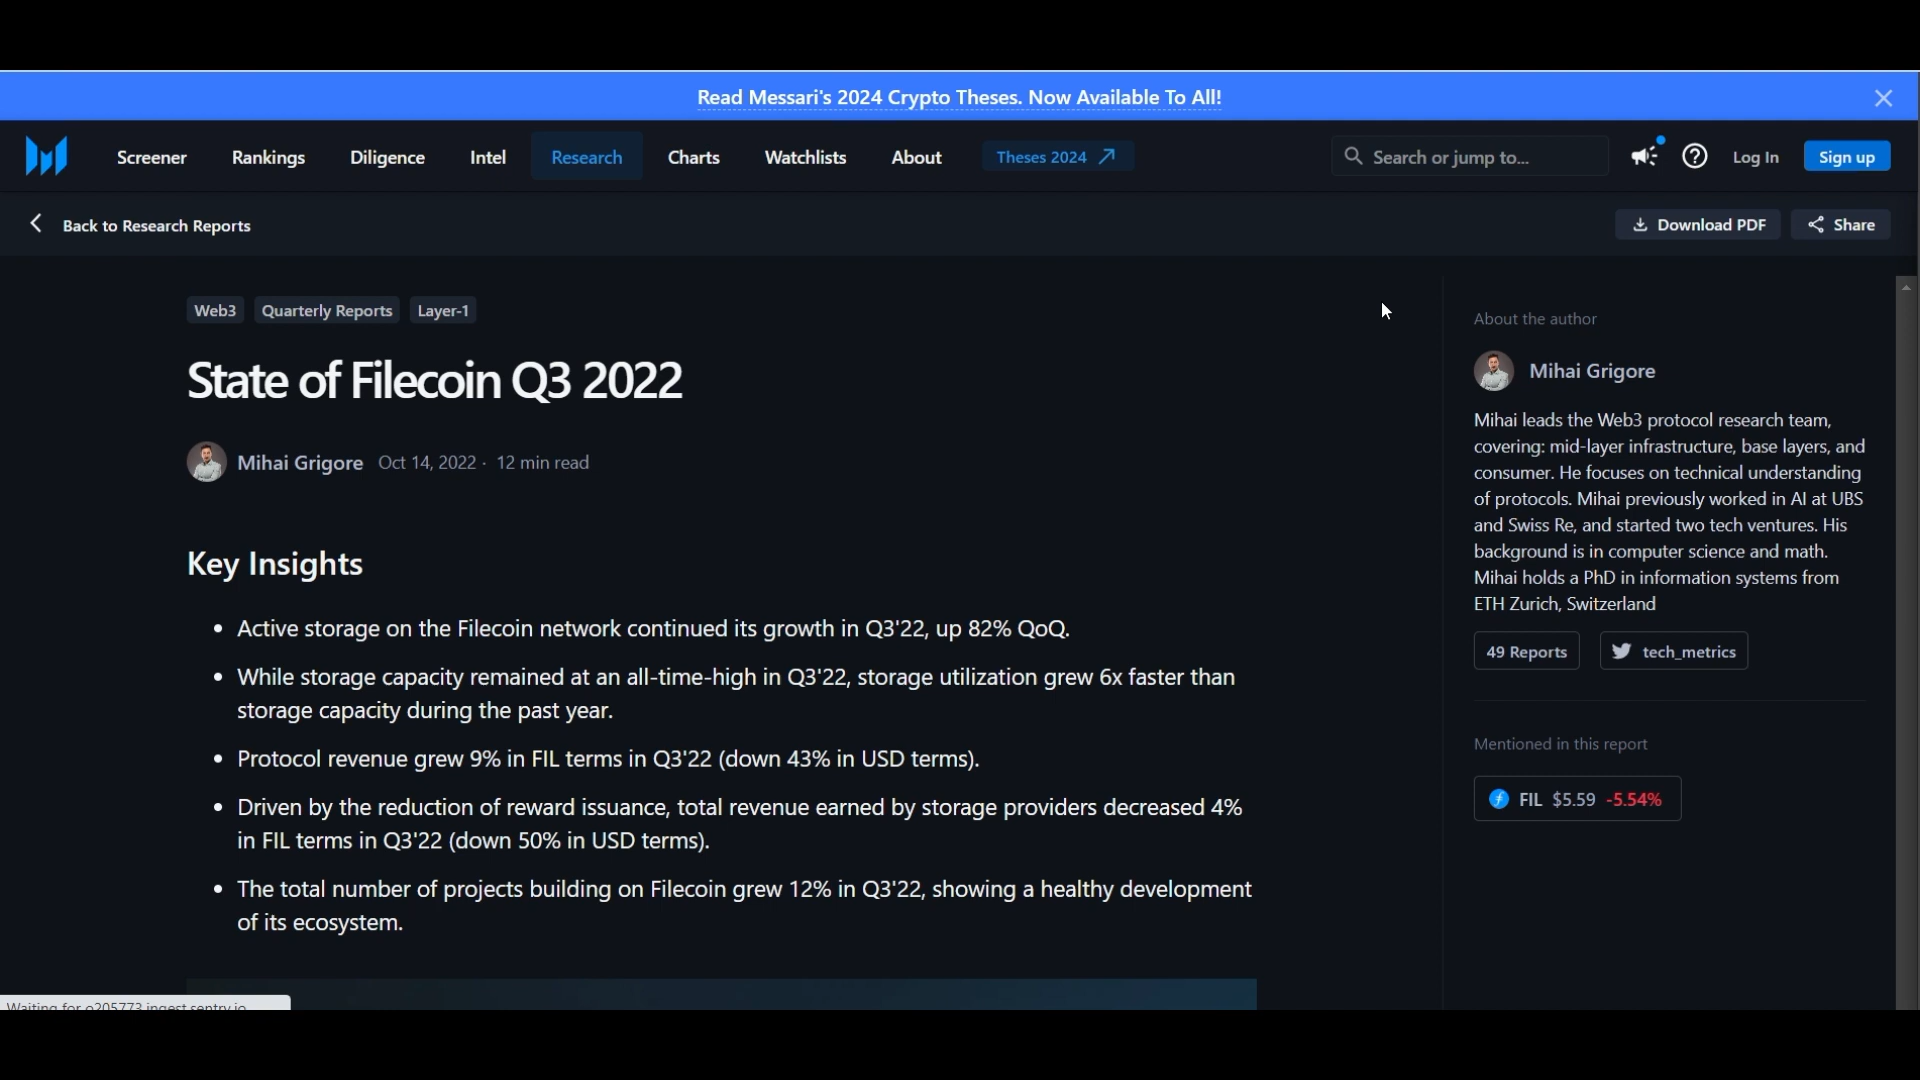 Read Messari's 2024 Crypto Theses. Now Available To All!
Screener Rankings Diligence Intel Research Charts Watchlists About Theses 2024 Search or jump to... Log In Sign up
Back to Research Reports Download PDF Share
Web3 Quarterly Reports Layer-1
State of Filecoin Q3 2022
Mihai Grigore Oct 14, 2022 · 12 min read
Key Insights
• Active storage on the Filecoin network continued its growth in Q3'22, up 82% QoQ.
• While storage capacity remained at an all-time-high in Q3'22, storage utilization grew 6x faster than
storage capacity during the past year.
• Protocol revenue grew 9% in FIL terms in Q3'22 (down 43% in USD terms).
• Driven by the reduction of reward issuance, total revenue earned by storage providers decreased 4%
in FIL terms in Q3'22 (down 50% in USD terms).
• The total number of projects building on Filecoin grew 12% in Q3'22, showing a healthy development
of its ecosystem.
About the author
Mihai Grigore
Mihai leads the Web3 protocol research team,
covering: mid-layer infrastructure, base layers, and
consumer. He focuses on technical understanding
of protocols. Mihai previously worked in AI at UBS
and Swiss Re, and started two tech ventures. His
background is in computer science and math.
Mihai holds a PhD in information systems from
ETH Zurich, Switzerland
49 Reports tech_metrics
Mentioned in this report
FIL $5.59 -5.54%
Waiting for o205773.ingest.sentry.io